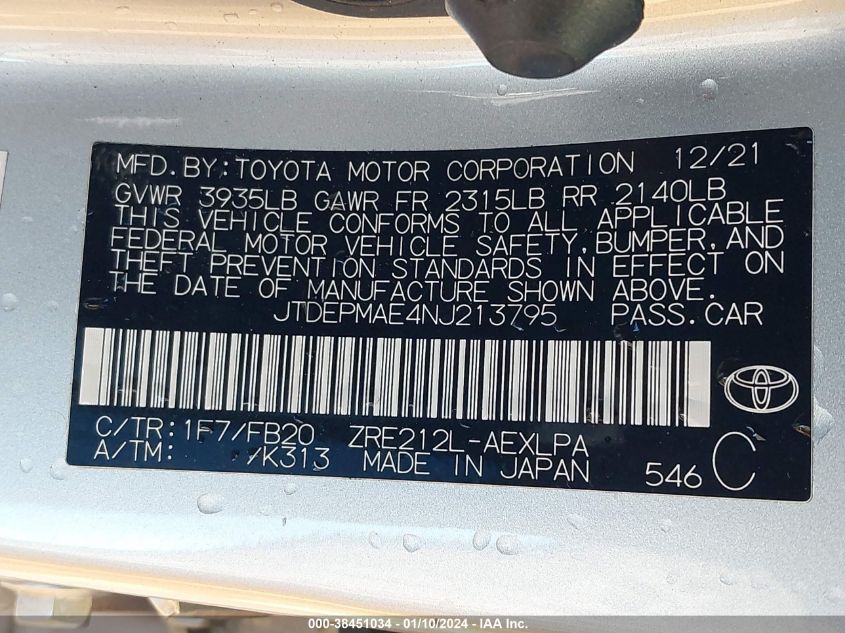 MFD. BY: TOYOTA MOTOR CORPORATION 12/21
GVWR 3935LB GAWR FR 2315LB RR 2140LB
THIS VEHICLE CONFORMS TO ALL APPLICABLE
FEDERAL MOTOR VEHICLE SAFETY, BUMPER, AND
THEFT PREVENTION STANDARDS IN EFFECT ON
THE DATE OF MANUFACTURE SHOWN ABOVE.
JTDEPMAE4NJ213795 PASS. CAR
C/TR: 1F7/FB20 ZRE212L-AEXLPA
A/TM: /K313 MADE IN JAPAN 546 C
000-38451034 — 01/10/2024 - IAA Inc.